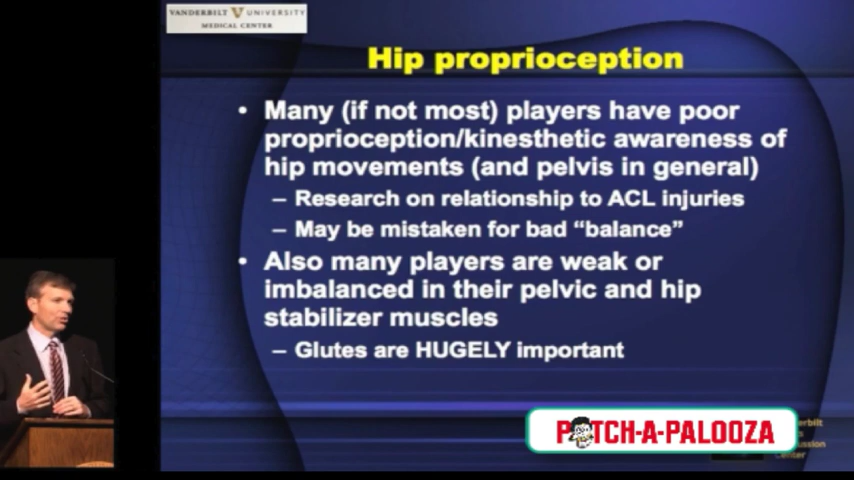 VANDERBILT V UNIVERSITY
MEDICAL CENTER
Hip proprioception
• Many (if not most) players have poor
proprioception/kinesthetic awareness of
hip movements (and pelvis in general)
– Research on relationship to ACL injuries
– May be mistaken for bad “balance”
• Also many players are weak or
imbalanced in their pelvic and hip
stabilizer muscles
– Glutes are HUGELY important
P TCH-A-PALOOZA
Center